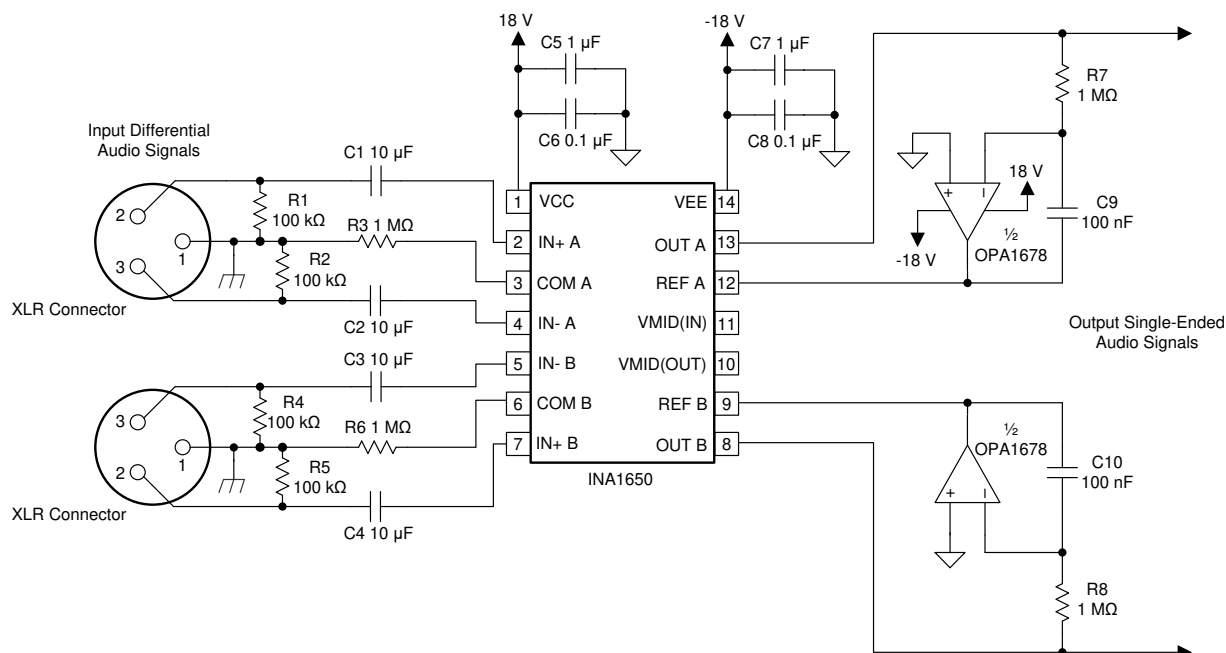 18 V
-18 V
C5 1 µF
C6 0.1 µF
C7 1 µF
C8 0.1 µF
Input Differential
Audio Signals
2
3
1
XLR Connector
R1
100 kΩ
R2
100 kΩ
R3 1 MΩ
C1 10 µF
C2 10 µF
C3 10 µF
3
2
1
XLR Connector
R4
100 kΩ
R5
100 kΩ
R6 1 MΩ
C4 10 µF
1 VCC
2 IN+ A
3 COM A
4 IN- A
5 IN- B
6 COM B
7 IN+ B
VEE 14
OUT A 13
REF A 12
VMID(IN) 11
VMID(OUT) 10
REF B 9
OUT B 8
INA1650
R7
1 MΩ
+ –
18 V
-18 V
½
OPA1678
C9
100 nF
Output Single-Ended
Audio Signals
½
OPA1678
+ –
C10
100 nF
R8
1 MΩ